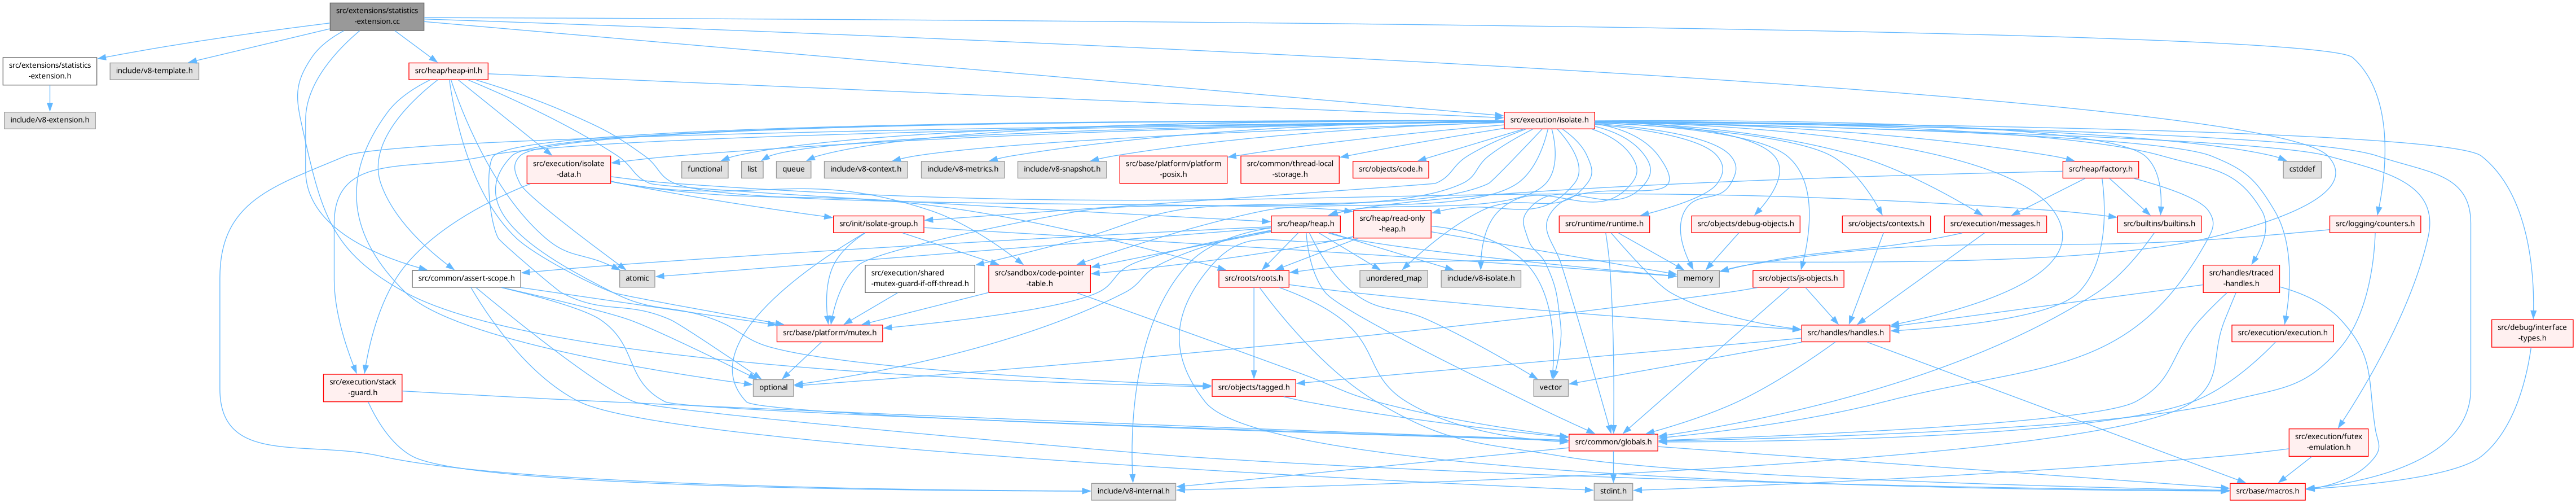 src/extensions/statistics
-extension.cc
src/extensions/statistics
-extension.h
include/v8-template.h
src/heap/heap-inl.h
include/v8-extension.h
src/execution/isolate.h
src/execution/isolate
-data.h
functional
list
queue
include/v8-context.h
include/v8-metrics.h
include/v8-snapshot.h
src/base/platform/platform
-posix.h
src/common/thread-local
-storage.h
src/objects/code.h
src/heap/factory.h
cstddef
src/init/isolate-group.h
src/heap/heap.h
src/heap/read-only
-heap.h
src/runtime/runtime.h
src/objects/debug-objects.h
src/objects/contexts.h
src/execution/messages.h
src/builtins/builtins.h
src/logging/counters.h
src/common/assert-scope.h
atomic
src/execution/shared
-mutex-guard-if-off-thread.h
src/sandbox/code-pointer
-table.h
src/roots/roots.h
unordered_map
include/v8-isolate.h
memory
src/objects/js-objects.h
src/handles/traced
-handles.h
src/base/platform/mutex.h
src/handles/handles.h
src/execution/execution.h
src/debug/interface
-types.h
src/execution/stack
-guard.h
optional
src/objects/tagged.h
vector
src/common/globals.h
src/execution/futex
-emulation.h
include/v8-internal.h
stdint.h
src/base/macros.h